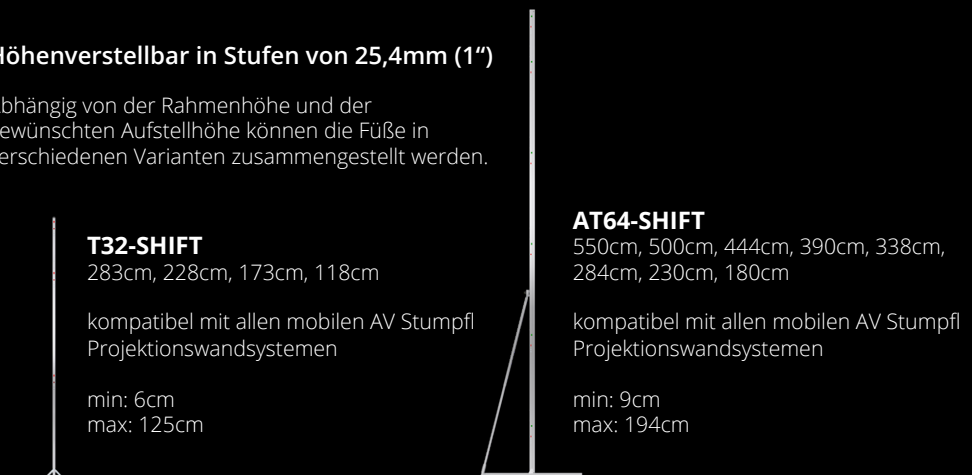 Höhenverstellbar in Stufen von 25,4mm (1“)
Abhängig von der Rahmenhöhe und der
gewünschten Aufstellhöhe können die Füße in
verschiedenen Varianten zusammengestellt werden.
T32-SHIFT
283cm, 228cm, 173cm, 118cm
kompatibel mit allen mobilen AV Stumpfl
Projektionswandsystemen
min: 6cm
max: 125cm
AT64-SHIFT
550cm, 500cm, 444cm, 390cm, 338cm,
284cm, 230cm, 180cm
kompatibel mit allen mobilen AV Stumpfl
Projektionswandsystemen
min: 9cm
max: 194cm